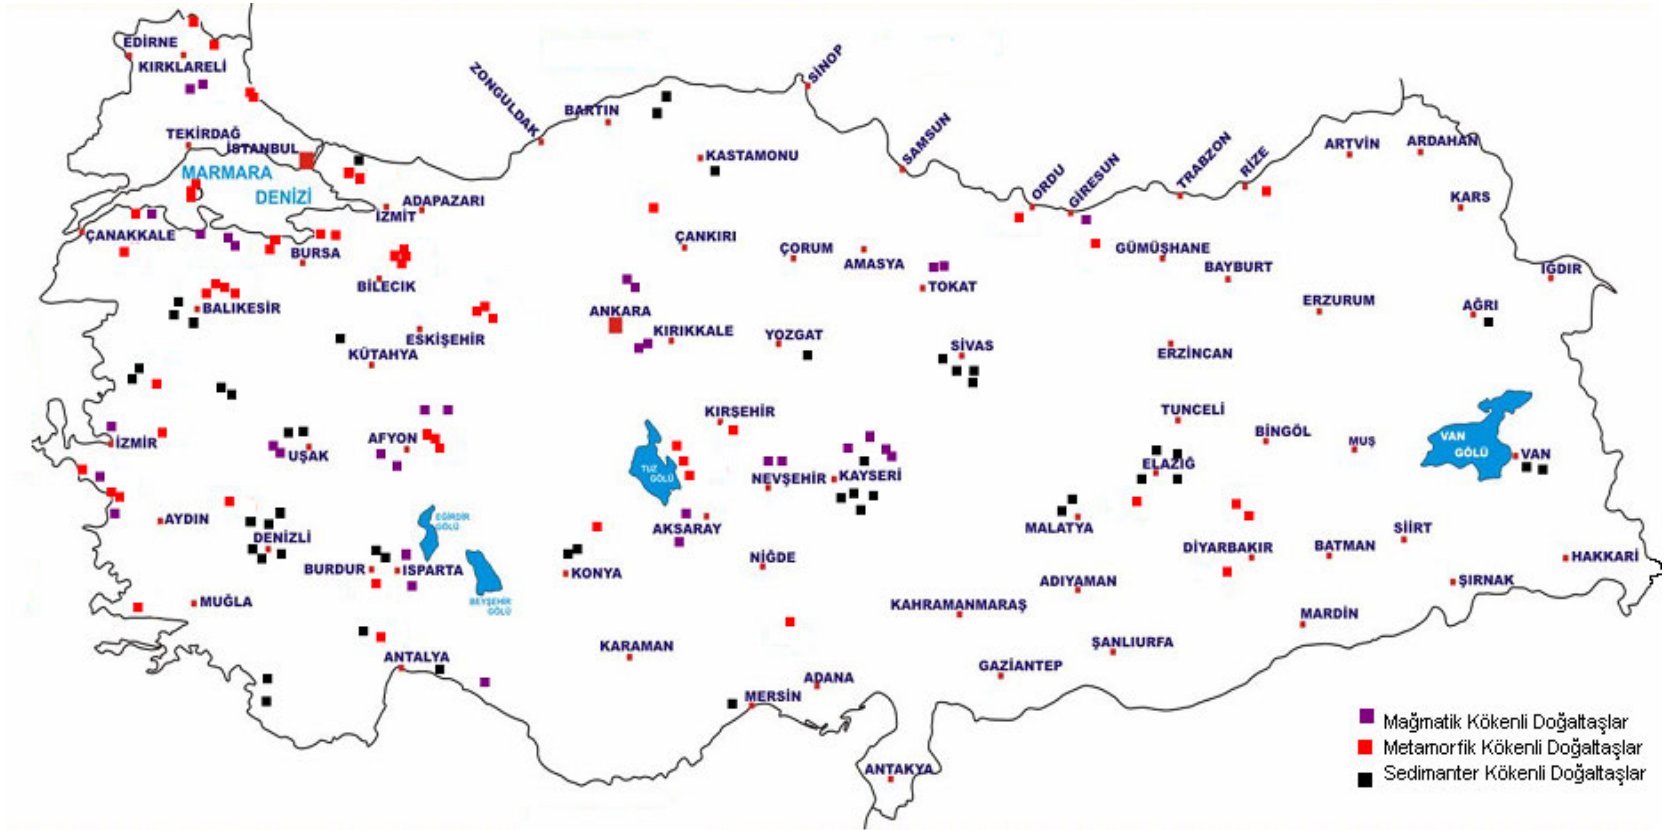 EDİRNE
KIRKLARELİ
TEKİRDAĞ
İSTANBUL
MARMARA
DENİZİ
ÇANAKKALE
İZMİT
ADAPAZARI
BURSA
BİLECİK
BALIKESİR
ESKİŞEHİR
KÜTAHYA
ZONGULDAK
BARTIN
KASTAMONU
SİNOP
SAMSUN
ÇANKIRI
ÇORUM
AMASYA
TOKAT
ORDU
GİRESUN
TRABZON
RİZE
ARTVİN
ARDAHAN
KARS
GÜMÜŞHANE
BAYBURT
IĞDIR
ERZURUM
AĞRI
ANKARA
KIRIKKALE
YOZGAT
SİVAS
ERZİNCAN
İZMİR
UŞAK
AFYON
KIRŞEHİR
TUZ
GÖLÜ
NEVŞEHİR
KAYSERİ
TUNCELİ
BİNGÖL
MUŞ
VAN
GÖLÜ
VAN
ELAZIĞ
AYDIN
DENİZLİ
EĞİRDİR
GÖLÜ
AKSARAY
MALATYA
SİİRT
DİYARBAKIR
BATMAN
HAKKARİ
BURDUR
ISPARTA
BEYŞEHİR
GÖLÜ
KONYA
NİĞDE
ADIYAMAN
ŞIRNAK
MUĞLA
KAHRAMANMARAŞ
MARDİN
ANTALYA
KARAMAN
ŞANLIURFA
GAZİANTEP
ADANA
MERSİN
ANTAKYA
Mağmatik Kökenli Doğaltaşlar
Metamorfik Kökenli Doğaltaşlar
Sedimanter Kökenli Doğaltaşlar